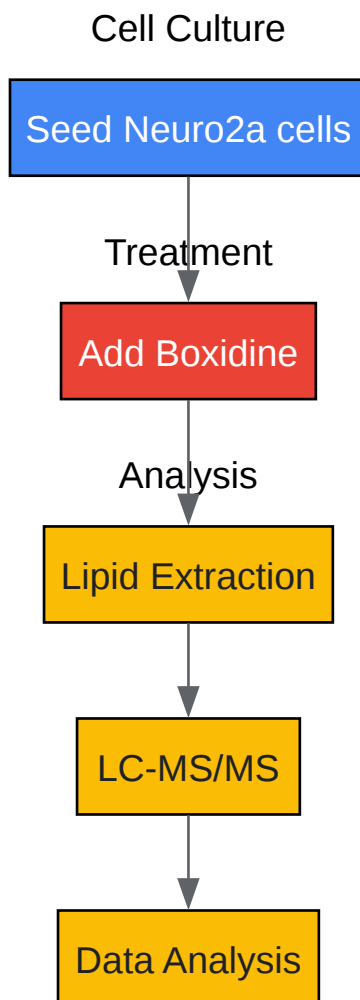 Cell Culture
Seed Neuro2a cells
Treatment
Add Boxidine
Analysis
Lipid Extraction
LC-MS/MS
Data Analysis